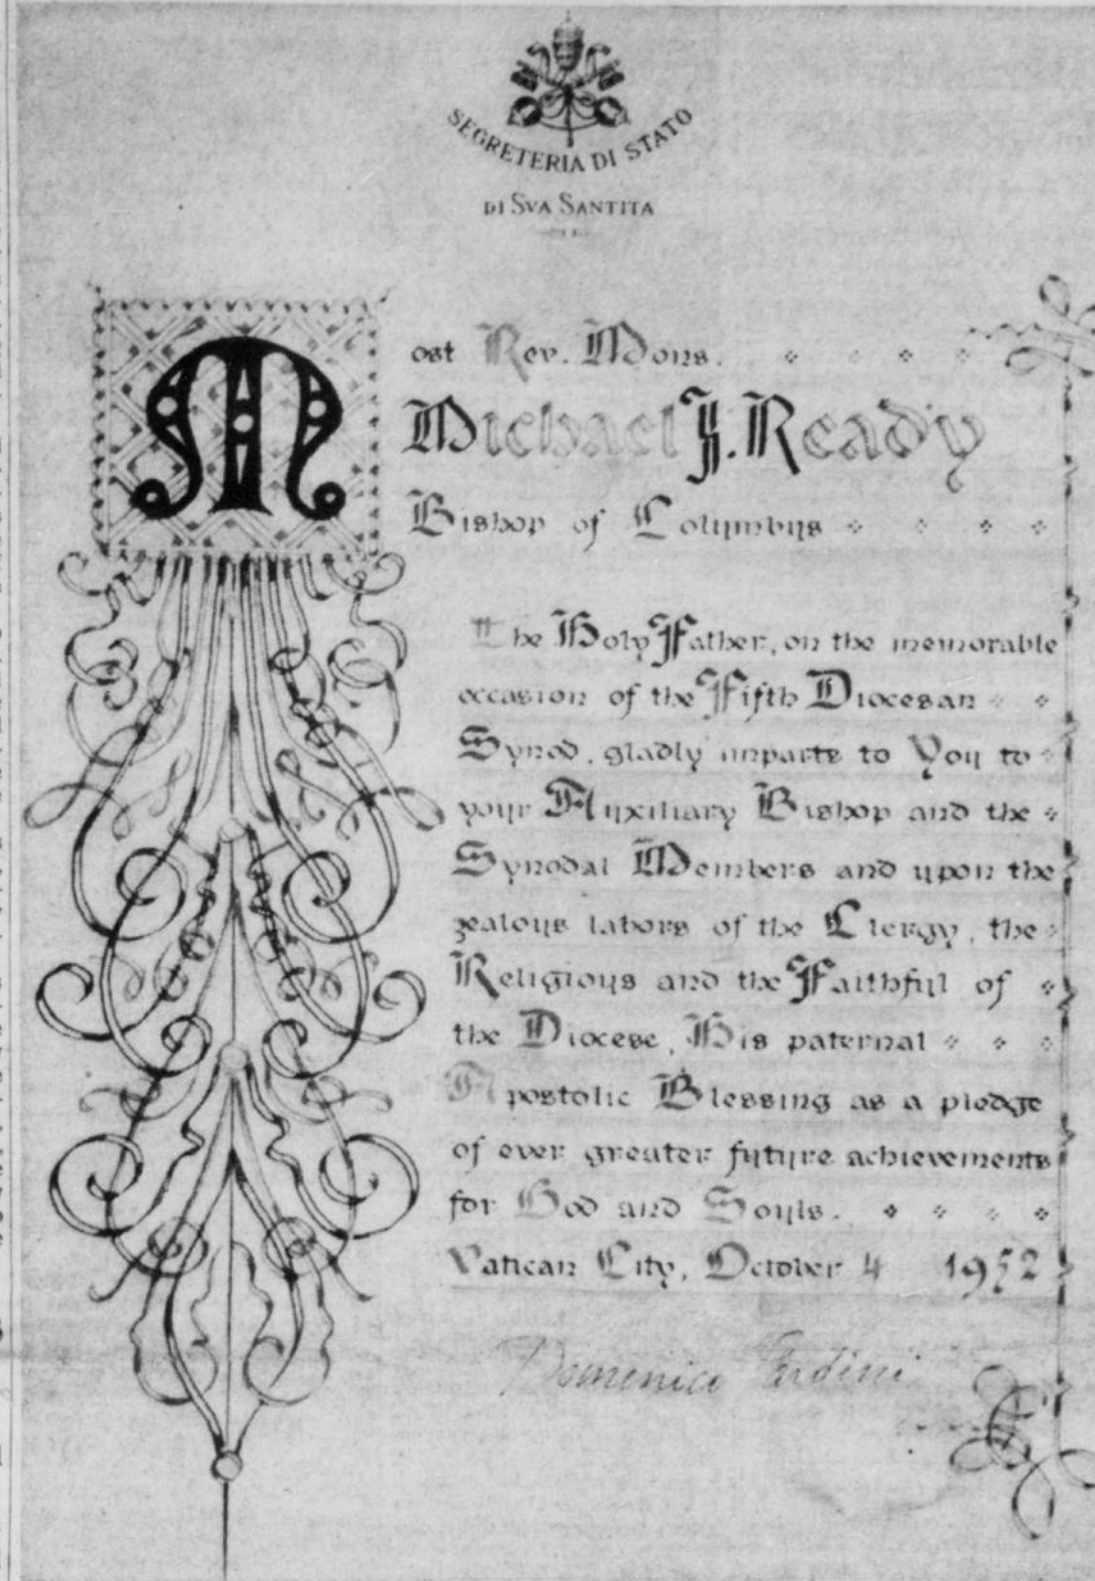 SEGRETERIA DI STATO
DI SVA SANTITA
Most Rev. Mons.
Michael J. Ready
Bishop of Columbus
The Holy Father, on the memorable
occasion of the Fifth Diocesan
Synod, gladly imparts to You to
your Auxiliary Bishop and the
Synodal Members and upon the
zealous labors of the Clergy, the
Religious and the Faithful of
the Diocese, His paternal
Apostolic Blessing as a pledge
of ever greater future achievements
for God and Souls.
Vatican City, October 4 1952
Domenico Tardini